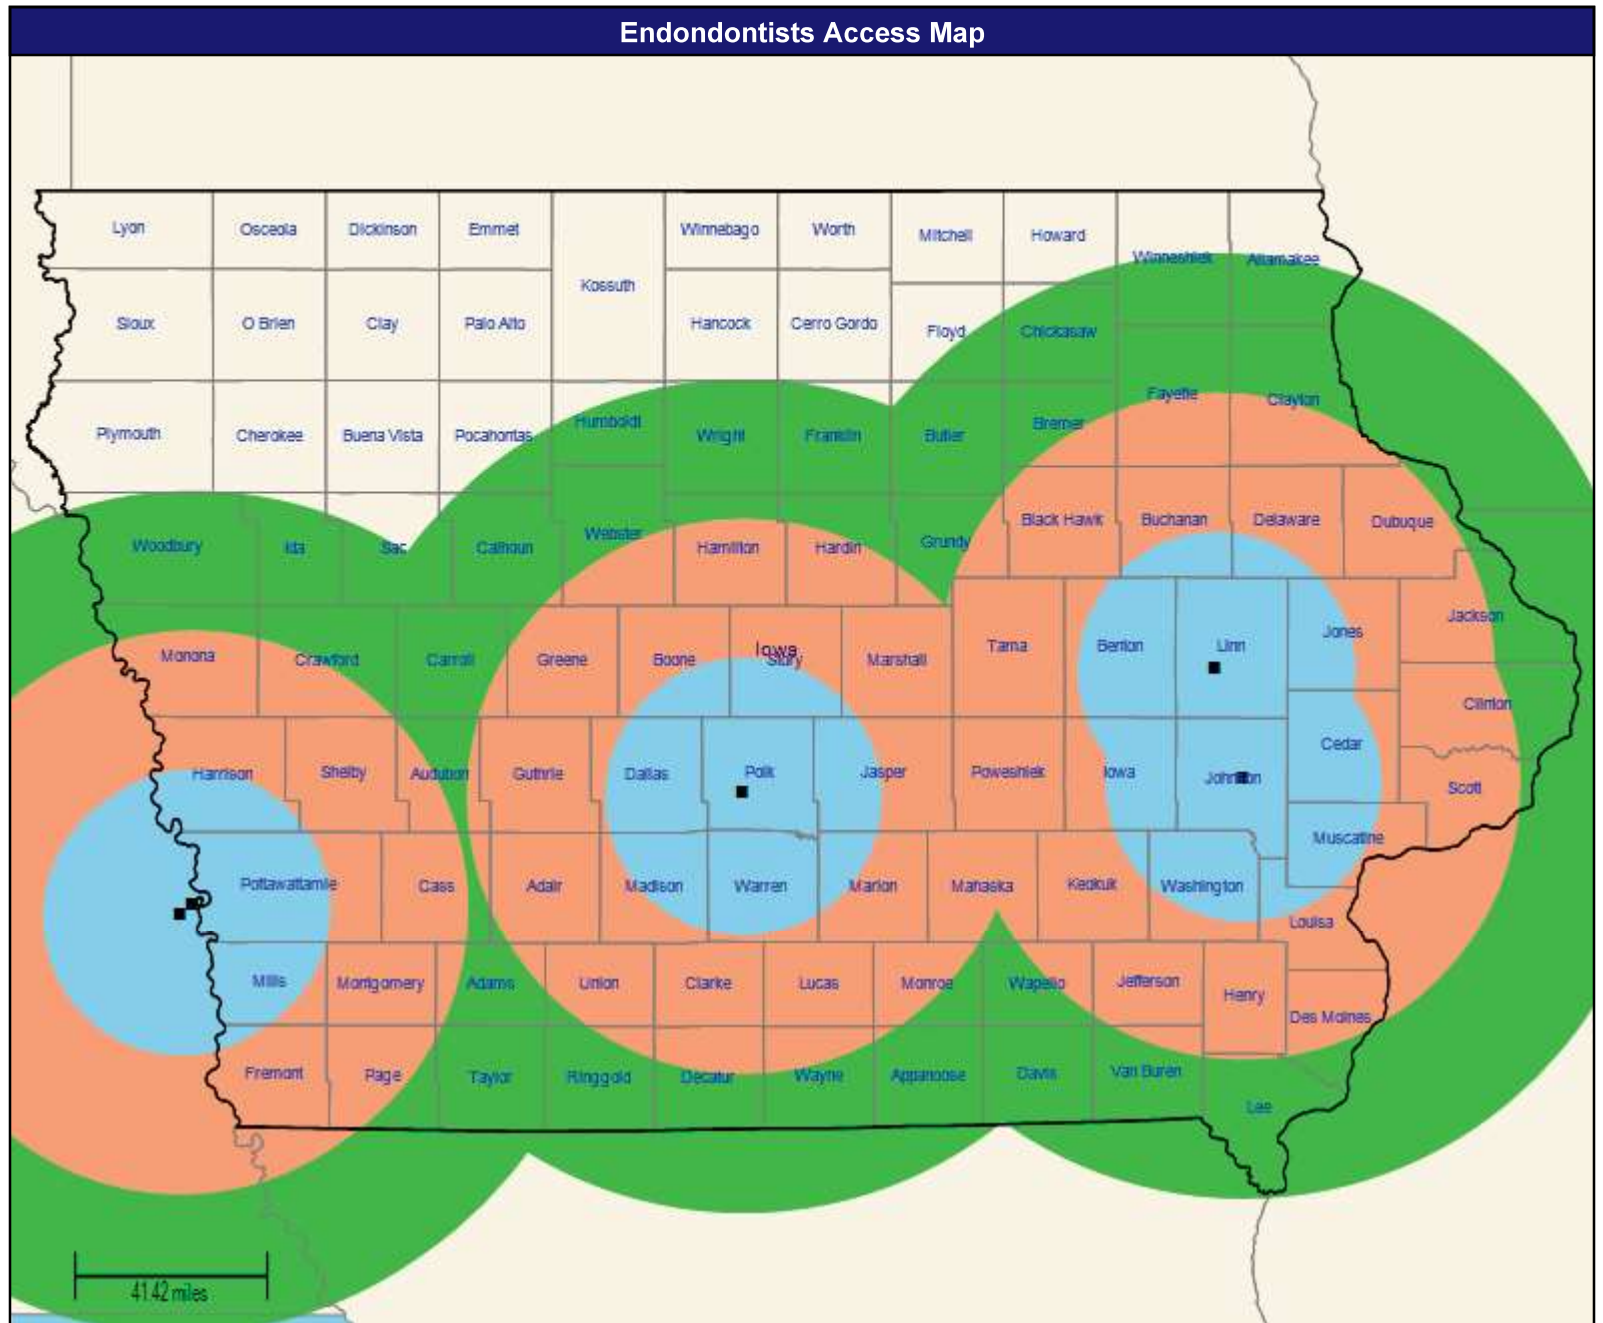 Endondontists Access Map
Lyon
Osceola
Dickinson
Emmet
Kossuth
Winnebago
Worth
Mitchell
Howard
Winneshiek
Allamakee
Sioux
O Brien
Clay
Palo Alto
Hancock
Cerro Gordo
Floyd
Chickasaw
Fayette
Clayton
Plymouth
Cherokee
Buena Vista
Pocahontas
Humboldt
Wright
Franklin
Butler
Bremer
Woodbury
Ida
Sac
Calhoun
Webster
Hamilton
Hardin
Grundy
Black Hawk
Buchanan
Delaware
Dubuque
Monona
Crawford
Carroll
Greene
Boone
Iowa
Story
Marshall
Tama
Benton
Linn
Jones
Jackson
Clinton
Harrison
Shelby
Audubon
Guthrie
Dallas
Polk
Jasper
Poweshiek
Iowa
Johnson
Cedar
Scott
Muscatine
Pottawattamie
Cass
Adair
Madison
Warren
Marion
Mahaska
Keokuk
Washington
Louisa
Mills
Montgomery
Adams
Union
Clarke
Lucas
Monroe
Wapello
Jefferson
Henry
Des Moines
Fremont
Page
Taylor
Ringgold
Decatur
Wayne
Appanoose
Davis
Van Buren
Lee
41.42 miles